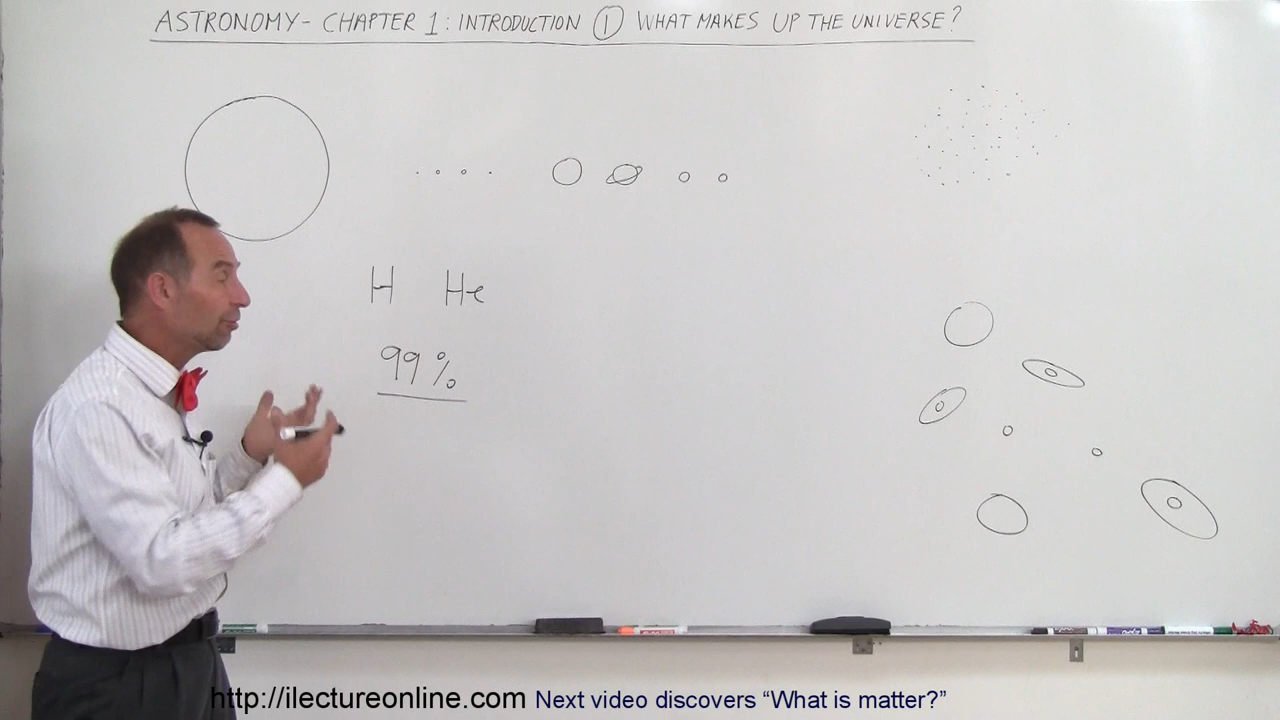 ASTRONOMY- CHAPTER 1: INTRODUCTION ① WHAT MAKES UP THE UNIVERSE?
H He
99%
http://ilectureonline.com Next video discovers “What is matter?”